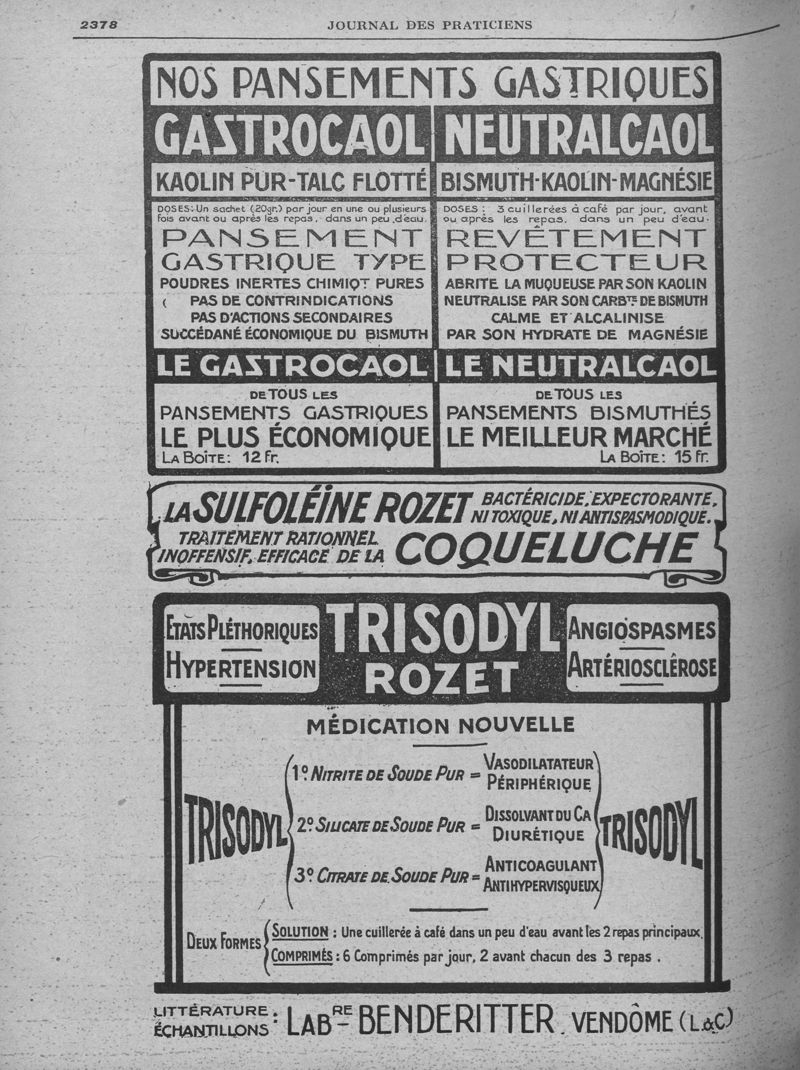 2378
JOURNAL DES PRATICIENS
NOS PANSEMENTS GASTRIQUES
GASTROCAOL
KAOLIN PUR-TALC FLOTTÉ
DOSES: Un sachet (20gr.) par jour en une ou plusieurs
fois avant ou après les repas, dans un peu d'eau.
PANSEMENT
GASTRIQUE TYPE
POUDRES INERTES CHIMIQT PURES
( PAS DE CONTRINDICATIONS
PAS D'ACTIONS SECONDAIRES
SUCCÉDANÉ ÉCONOMIQUE DU BISMUTH
LE GASTROCAOL
DE TOUS LES
PANSEMENTS GASTRIQUES
LE PLUS ÉCONOMIQUE
LA BOÎTE: 12 Fr.
NEUTRALCAOL
BISMUTH-KAOLIN-MAGNÉSIE
DOSES: 3 cuillerées à café par jour, avant
ou après les repas, dans un peu d'eau.
REVÊTEMENT
PROTECTEUR
ABRITE LA MUQUEUSE PAR SON KAOLIN
NEUTRALISE PAR SON CARBTE DE BISMUTH
CALME ET ALCALINISE
PAR SON HYDRATE DE MAGNÉSIE
LE NEUTRALCAOL
DE TOUS LES
PANSEMENTS BISMUTHÉS
LE MEILLEUR MARCHÉ
LA BOÎTE: 15 Fr.
LA SULFOLÉÏNE ROZET BACTÉRICIDE, EXPECTORANTE,
NI TOXIQUE, NI ANTISPASMODIQUE.
TRAITEMENT RATIONNEL
INOFFENSIF, EFFICACE DE LA COQUELUCHE
ETATS PLÉTHORIQUES
HYPERTENSION
TRISODYL
ROZET
ANGIOSPASMES
ARTÉRIOSCLÉROSE
MÉDICATION NOUVELLE
TRISODYL
1º NITRITE DE SOUDE PUR = VASODILATATEUR
PÉRIPHÉRIQUE
2º SILICATE DE SOUDE PUR = DISSOLVANT DU CA
DIURÉTIQUE
3º CITRATE DE SOUDE PUR = ANTICOAGULANT
ANTIHYPERVISQUEUX
TRISODYL
DEUX FORMES
SOLUTION : Une cuillerée à café dans un peu d'eau avant les 2 repas principaux.
COMPRIMÉS : 6 Comprimés par jour, 2 avant chacun des 3 repas.
LITTÉRATURE
ÉCHANTILLONS : LABRE BENDERITTER. VENDÔME (L.&C)